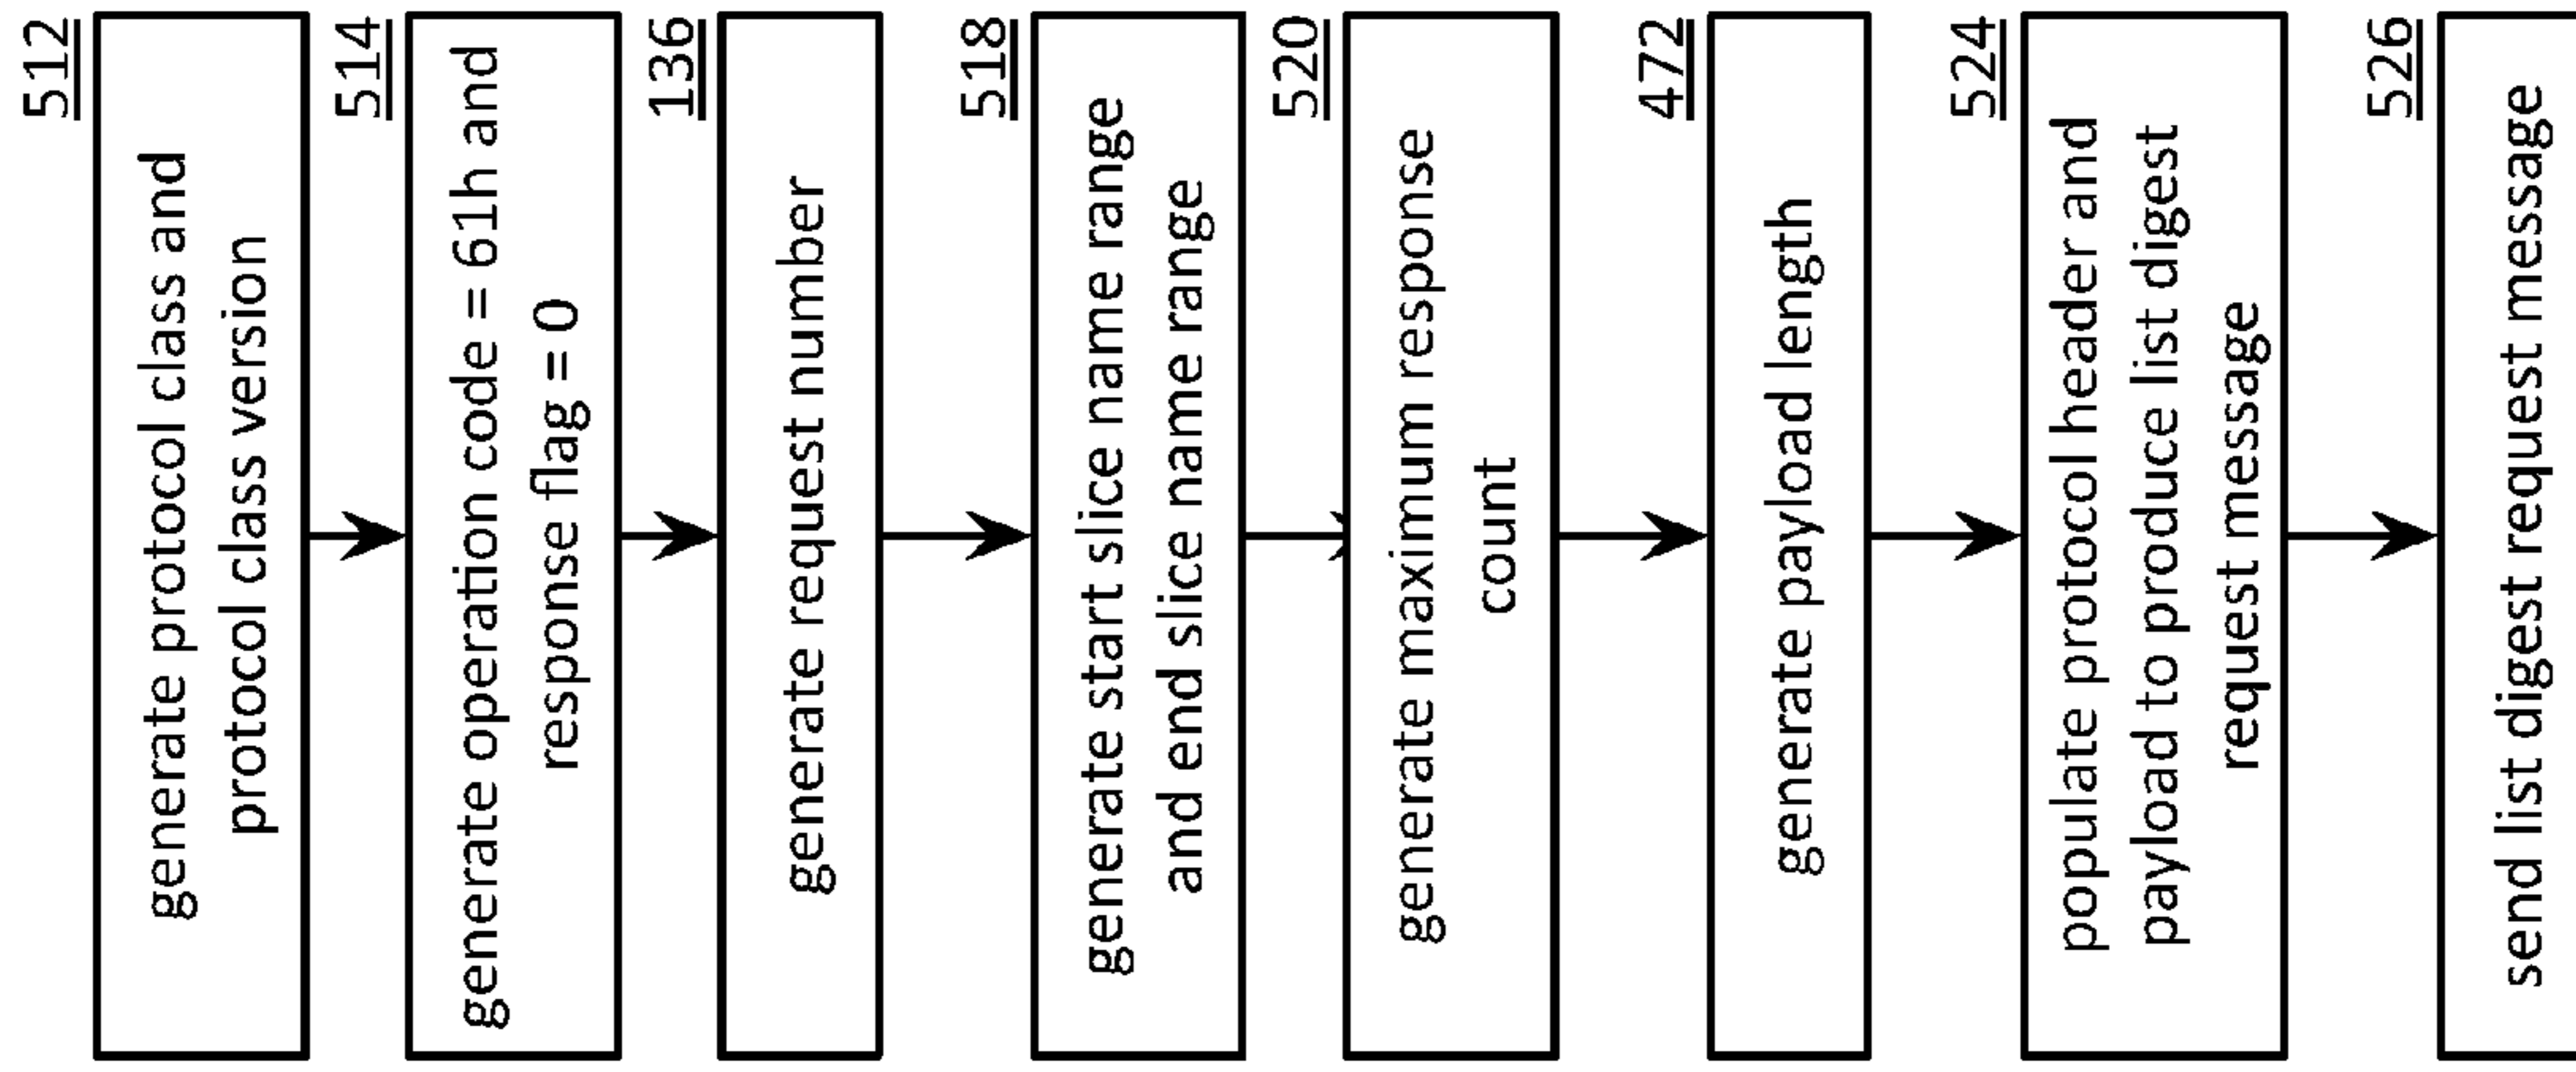 512
generate protocol class and
protocol class version
514
generate operation code = 61h and
response flag = 0
136
generate request number
518
generate start slice name range
and end slice name range
520
generate maximum response
count
472
generate payload length
524
populate protocol header and
payload to produce list digest
request message
526
send list digest request message